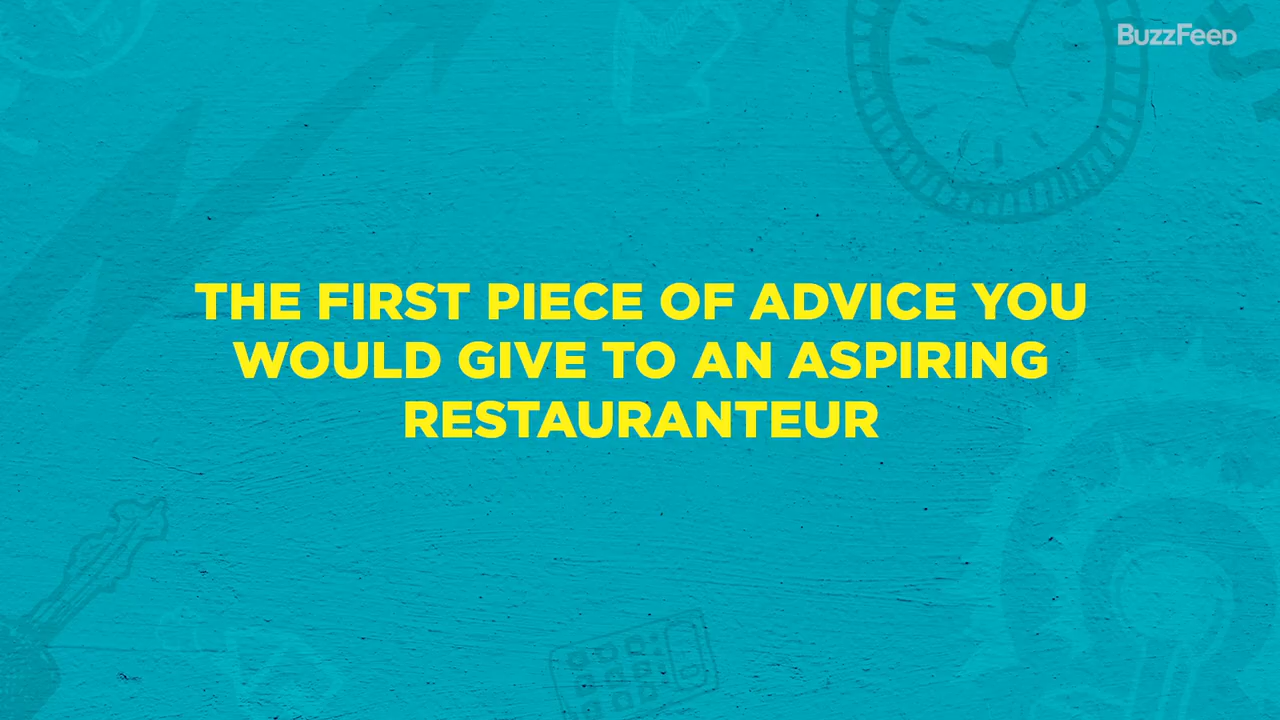 BuzzFeed
THE FIRST PIECE OF ADVICE YOU
WOULD GIVE TO AN ASPIRING
RESTAURANTEUR